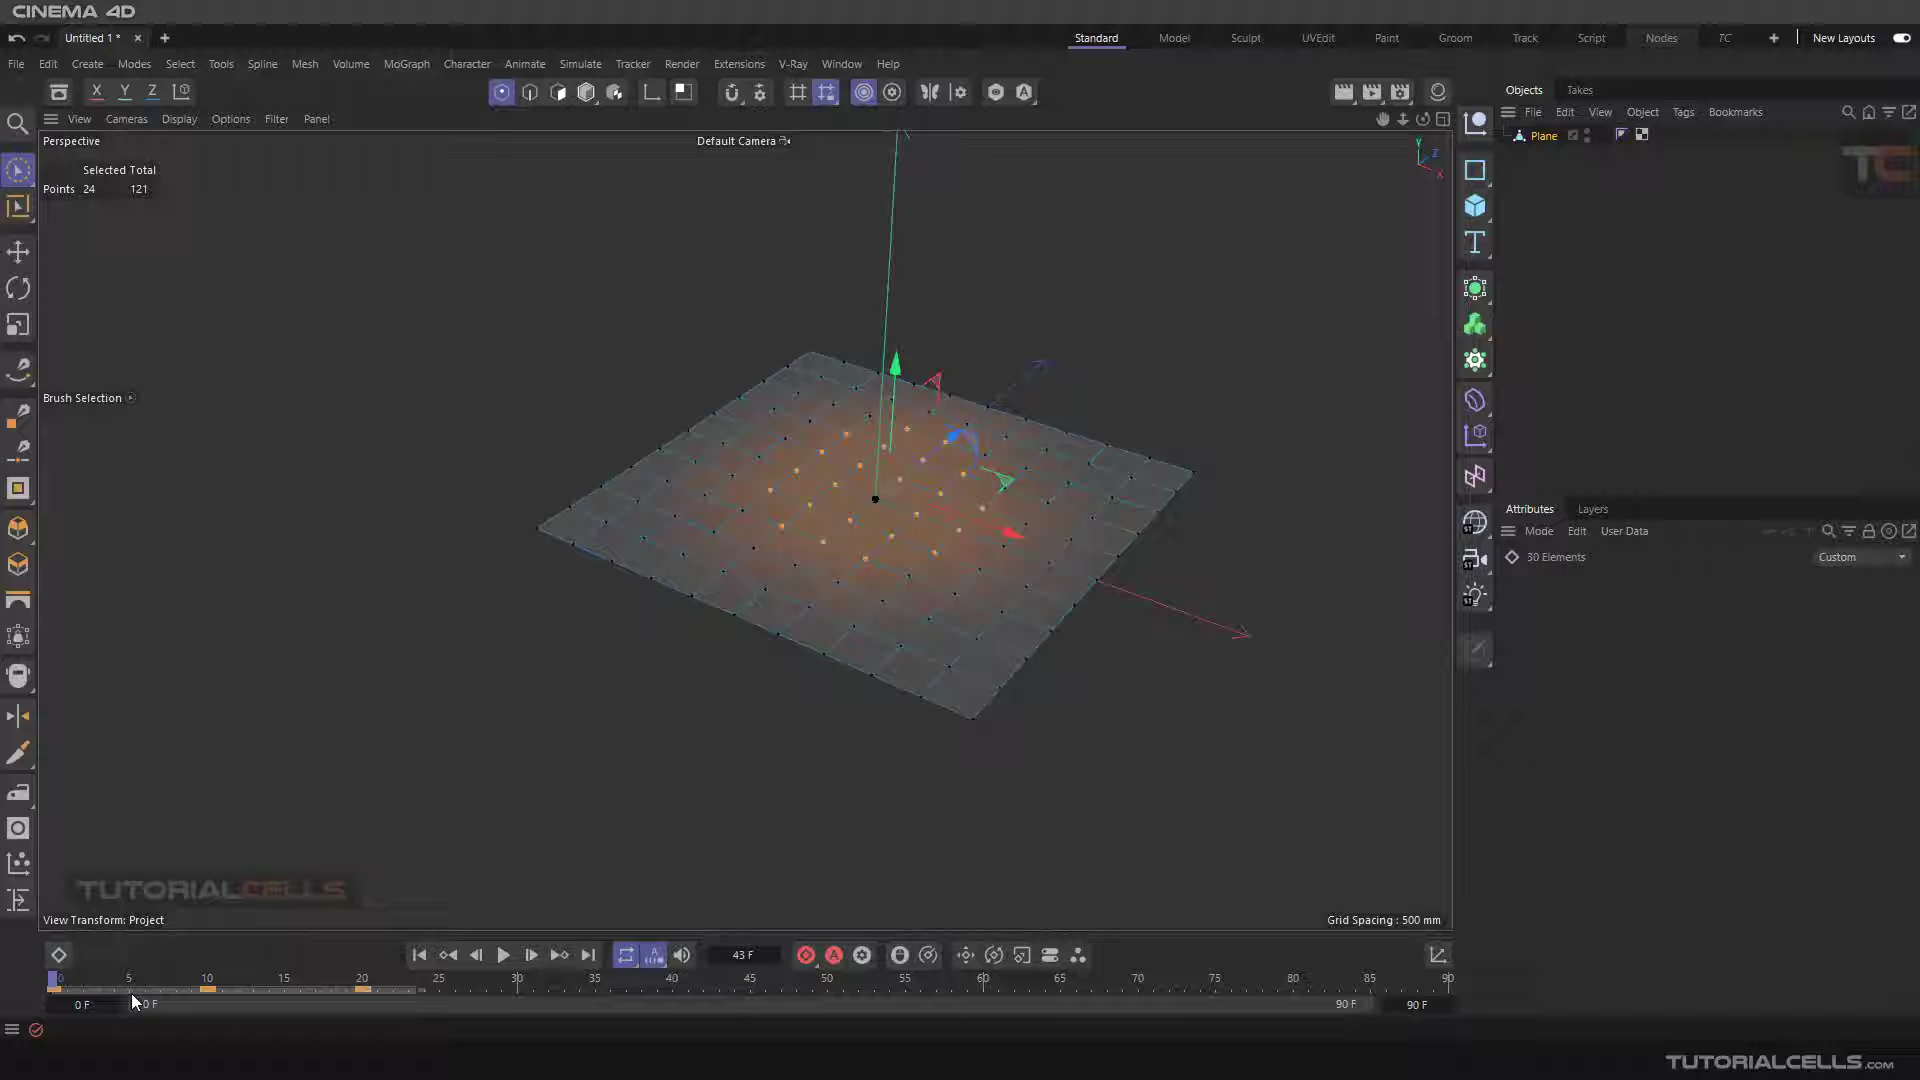 CINEMA 4D
Untitled 1 *
Standard Model Sculpt UVEdit Paint Groom Track Script Nodes TC New Layouts
File Edit Create Modes Select Tools Spline Mesh Volume MoGraph Character Animate Simulate Tracker Render Extensions V-Ray Window Help
X Y Z
Objects Takes
View Cameras Display Options Filter Panel
File Edit View Object Tags Bookmarks
Perspective
Default Camera
Plane
Y
Z
X
TC
Selected Total
Points 24 121
Brush Selection
Attributes Layers
Mode Edit User Data
30 Elements
Custom
ST
ST
ST
TUTORIALCELLS
View Transform: Project
Grid Spacing : 500 mm
43 F
0 5 10 15 20 25 30 35 40 45 50 55 60 65 70 75 80 85 90
0 F 0 F 90 F 90 F
TUTORIALCELLS.COM